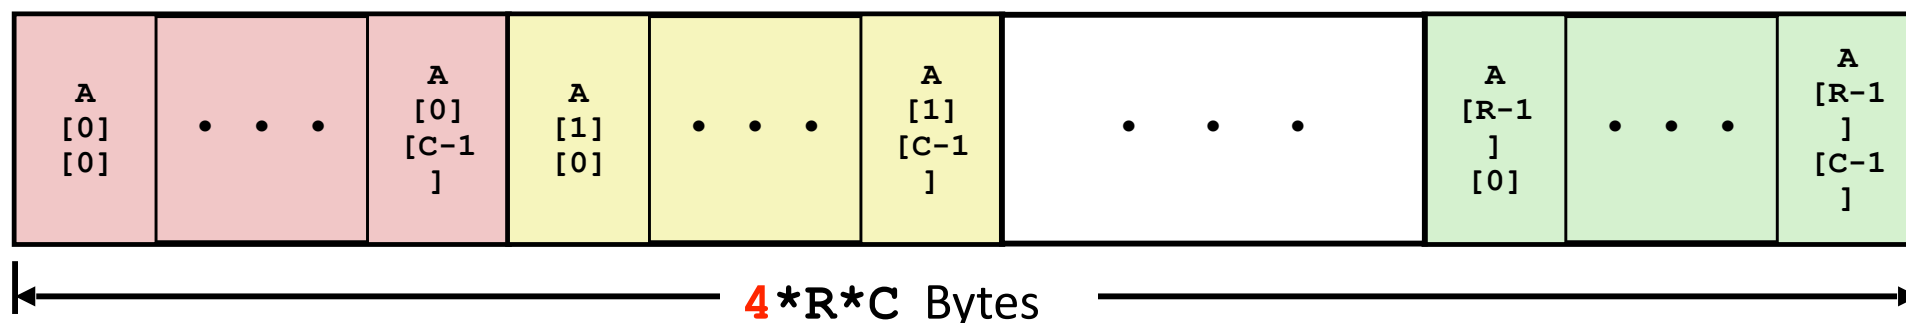 A
[0]
[0]
• • •
A
[0]
[C-1
]
A
[1]
[0]
• • •
A
[1]
[C-1
]
• • •
A
[R-1
]
[0]
• • •
A
[R-1
]
[C-1
]
4*R*C Bytes